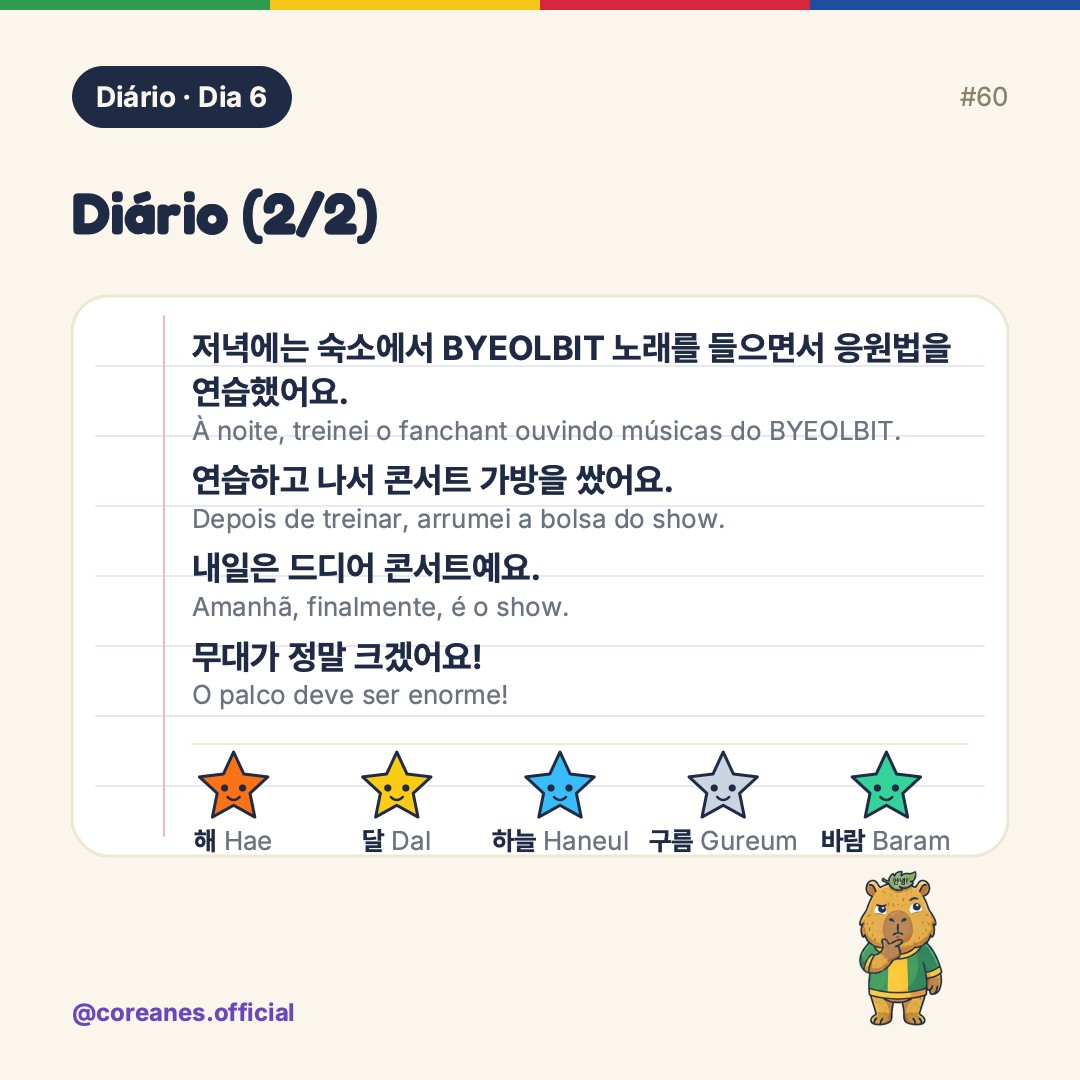 Diário · Dia 6
#60
Diário (2/2)
저녁에는 숙소에서 BYEOLBIT 노래를 들으면서 응원법을
연습했어요.
À noite, treinei o fanchant ouvindo músicas do BYEOLBIT.
연습하고 나서 콘서트 가방을 쌌어요.
Depois de treinar, arrumei a bolsa do show.
내일은 드디어 콘서트예요.
Amanhã, finalmente, é o show.
무대가 정말 크겠어요!
O palco deve ser enorme!
해 Hae 달 Dal 하늘 Haneul 구름 Gureum 바람 Baram
안녕!
@coreanes.official